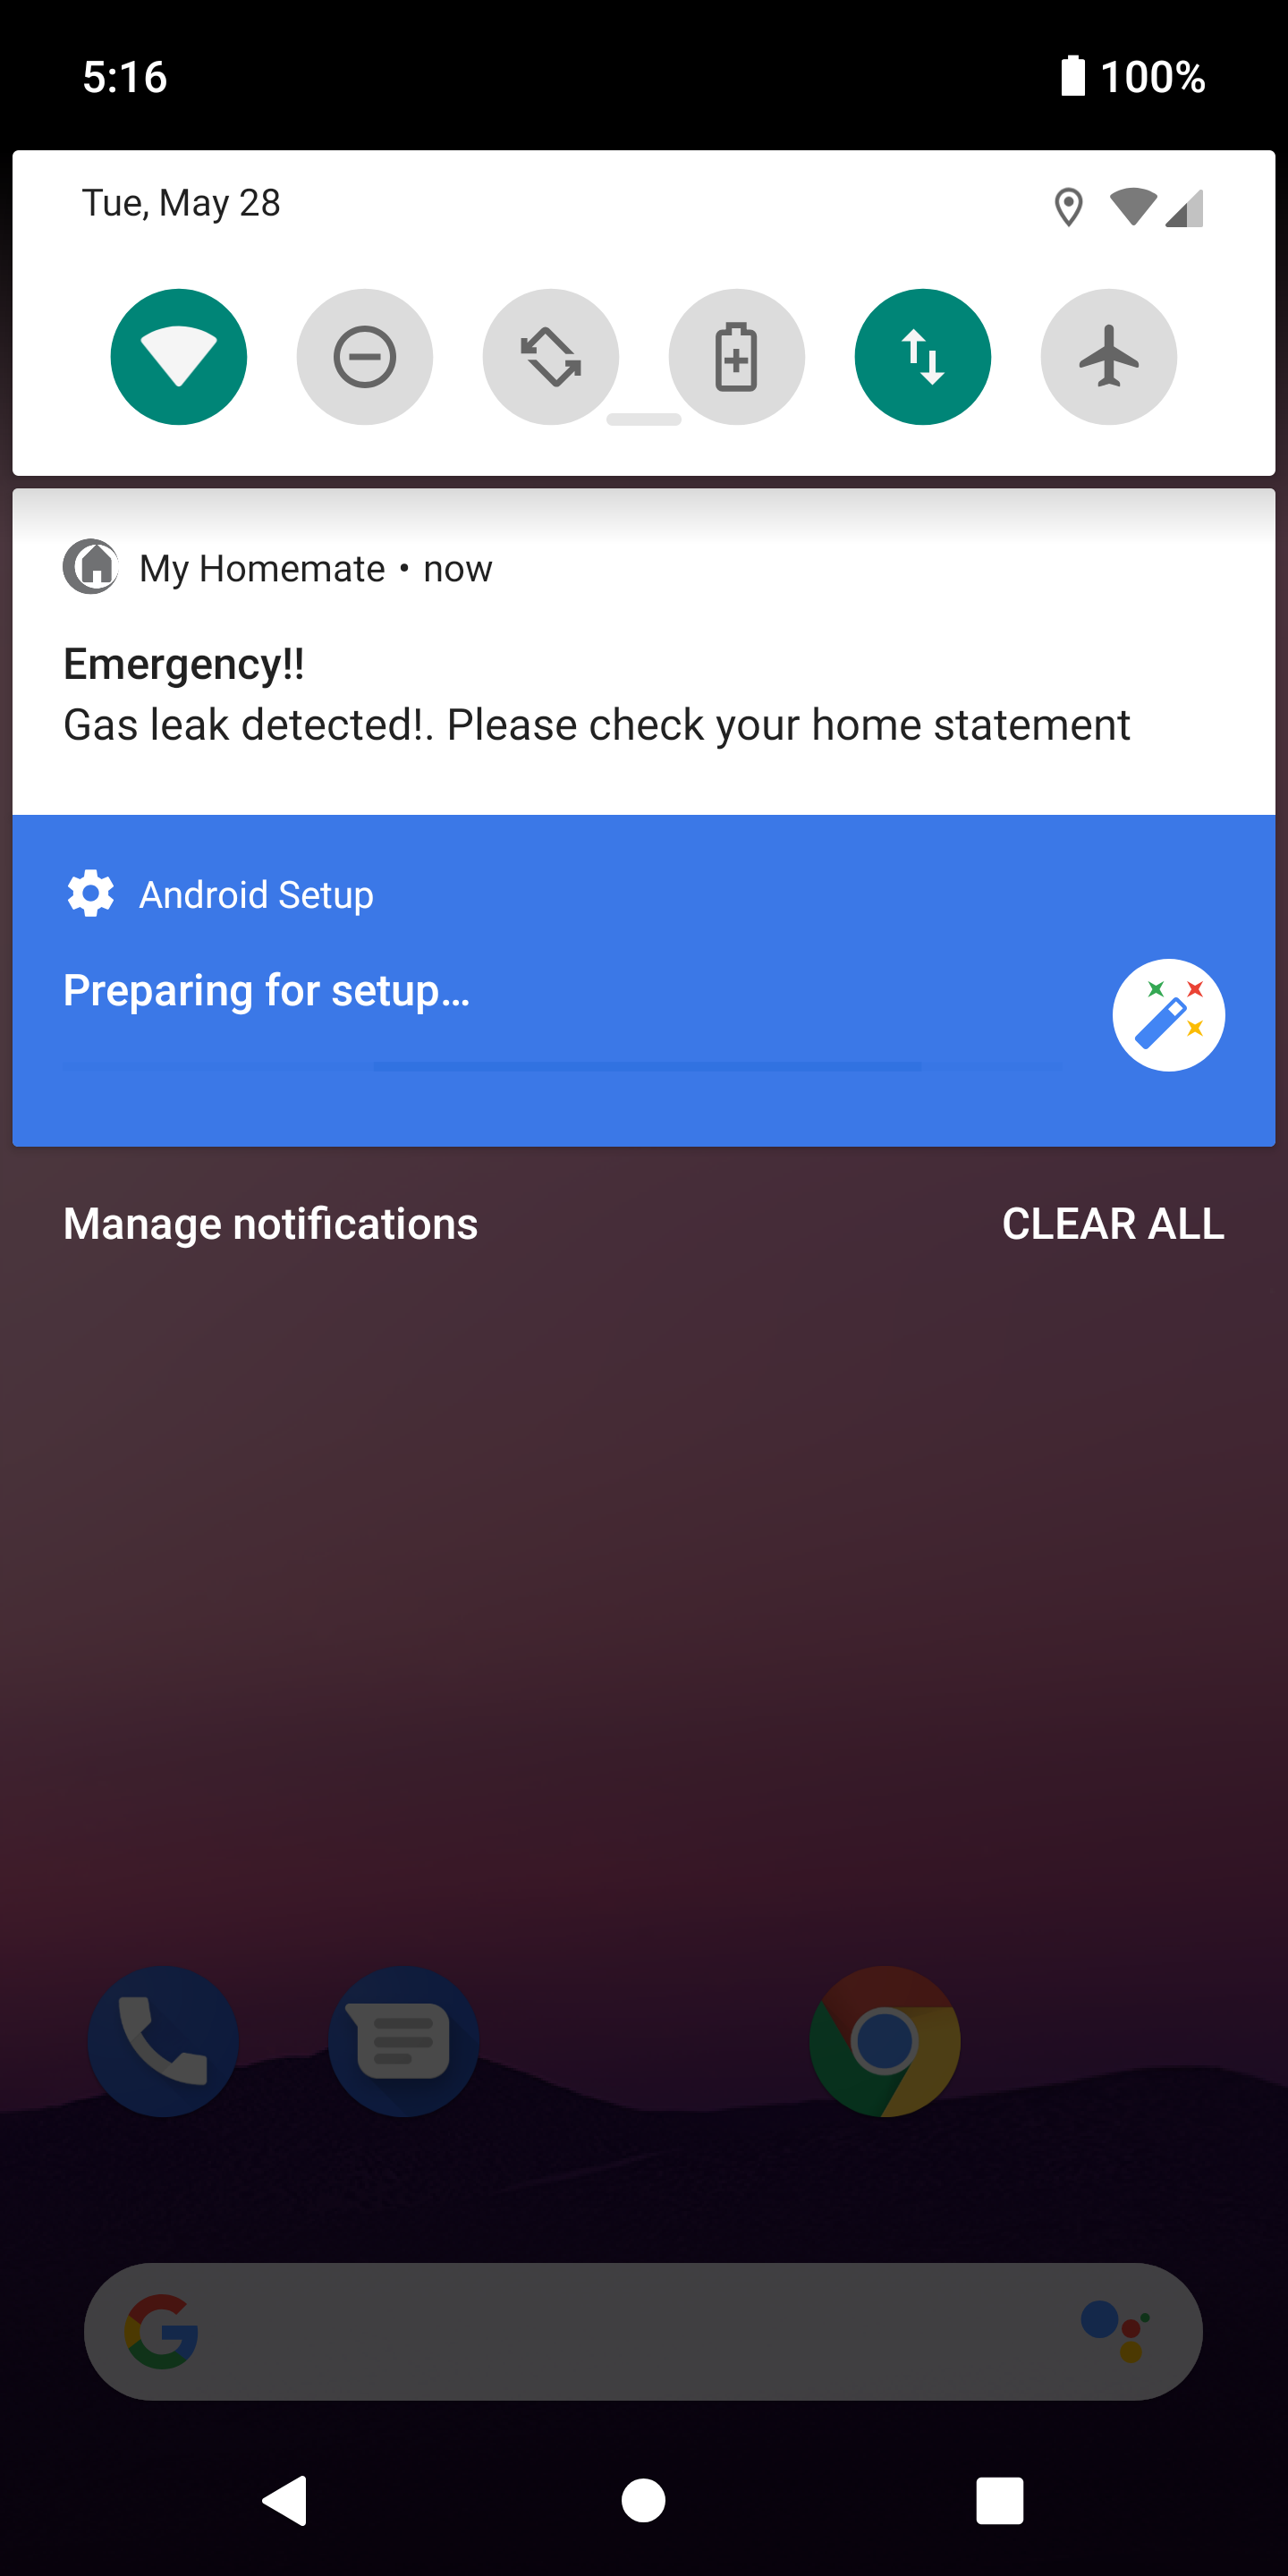 5:16
100%
Tue, May 28
My Homemate • now
Emergency!!
Gas leak detected!. Please check your home statement
Android Setup
Preparing for setup...
Manage notifications
CLEAR ALL